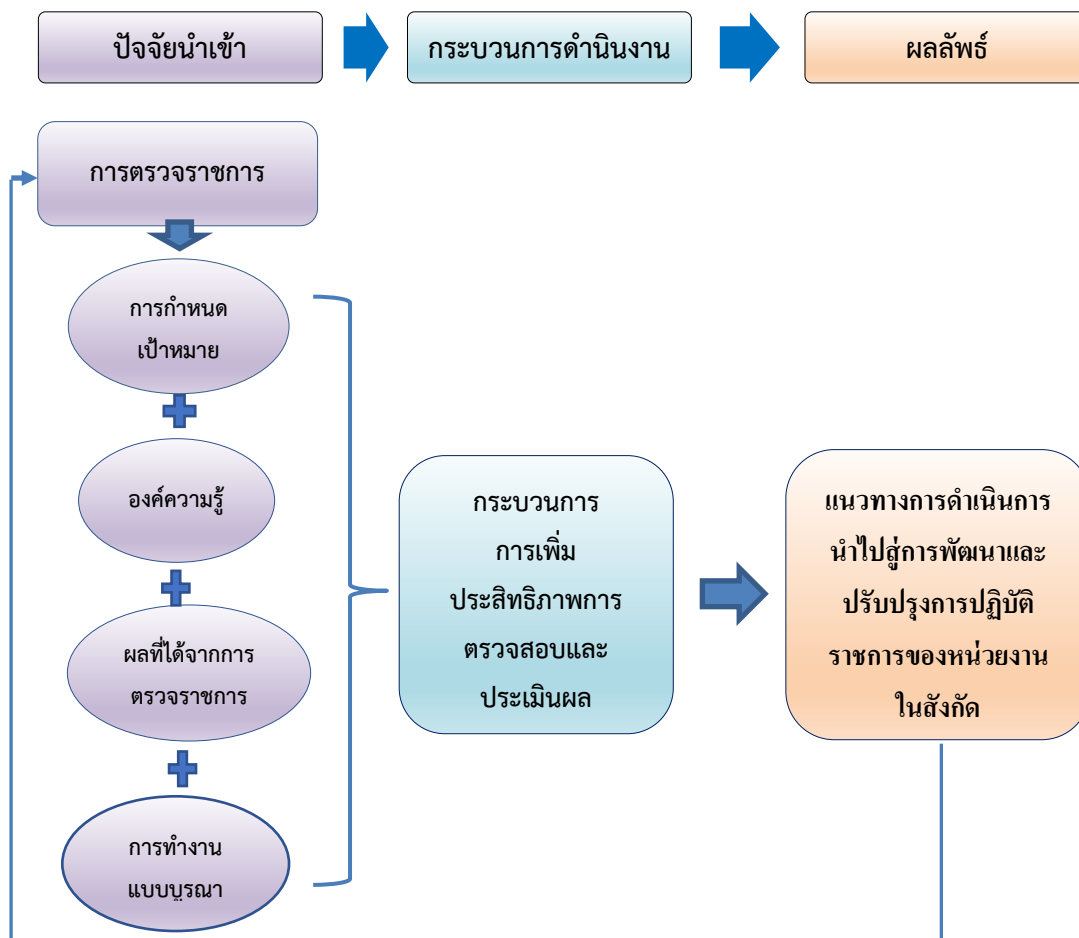 ปัจจัยนำเข้า
กระบวนการดำนินงาน
ผลลัพธ์
การตรวจราชการ
การกำหนด
เป้าหมาย
องค์ความรู้
ผลที่ได้จากการ
ตรวจราชการ
การทำงาน
แบบบูรณา
กระบวนการ
การเพิ่ม
ประสิทธิภาพการ
ตรวจสอบและ
ประเมินผล
แนวทางการดำเนินการ
นำไปสู่การพัฒนาและ
ปรับปรุงการปฏิบัติ
ราชการของหน่วยงาน
ในสังกัด